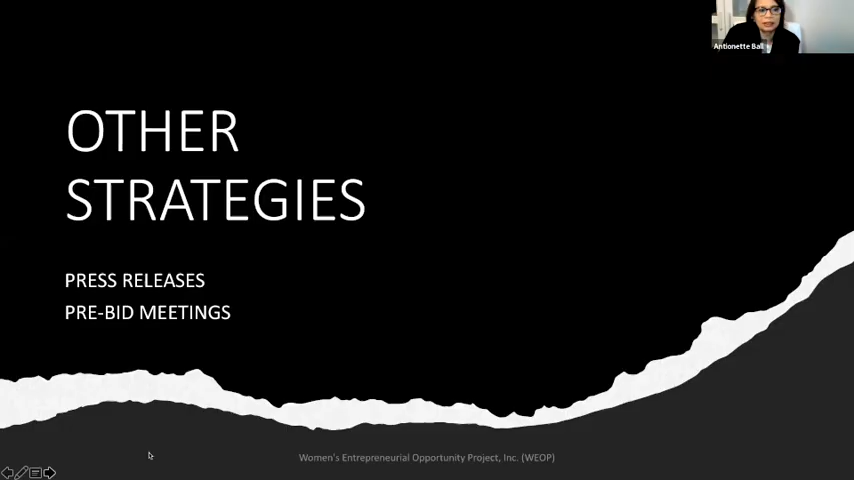 Antionette Ball
OTHER
STRATEGIES
PRESS RELEASES
PRE-BID MEETINGS
Women's Entrepreneurial Opportunity Project, Inc. (WEOP)